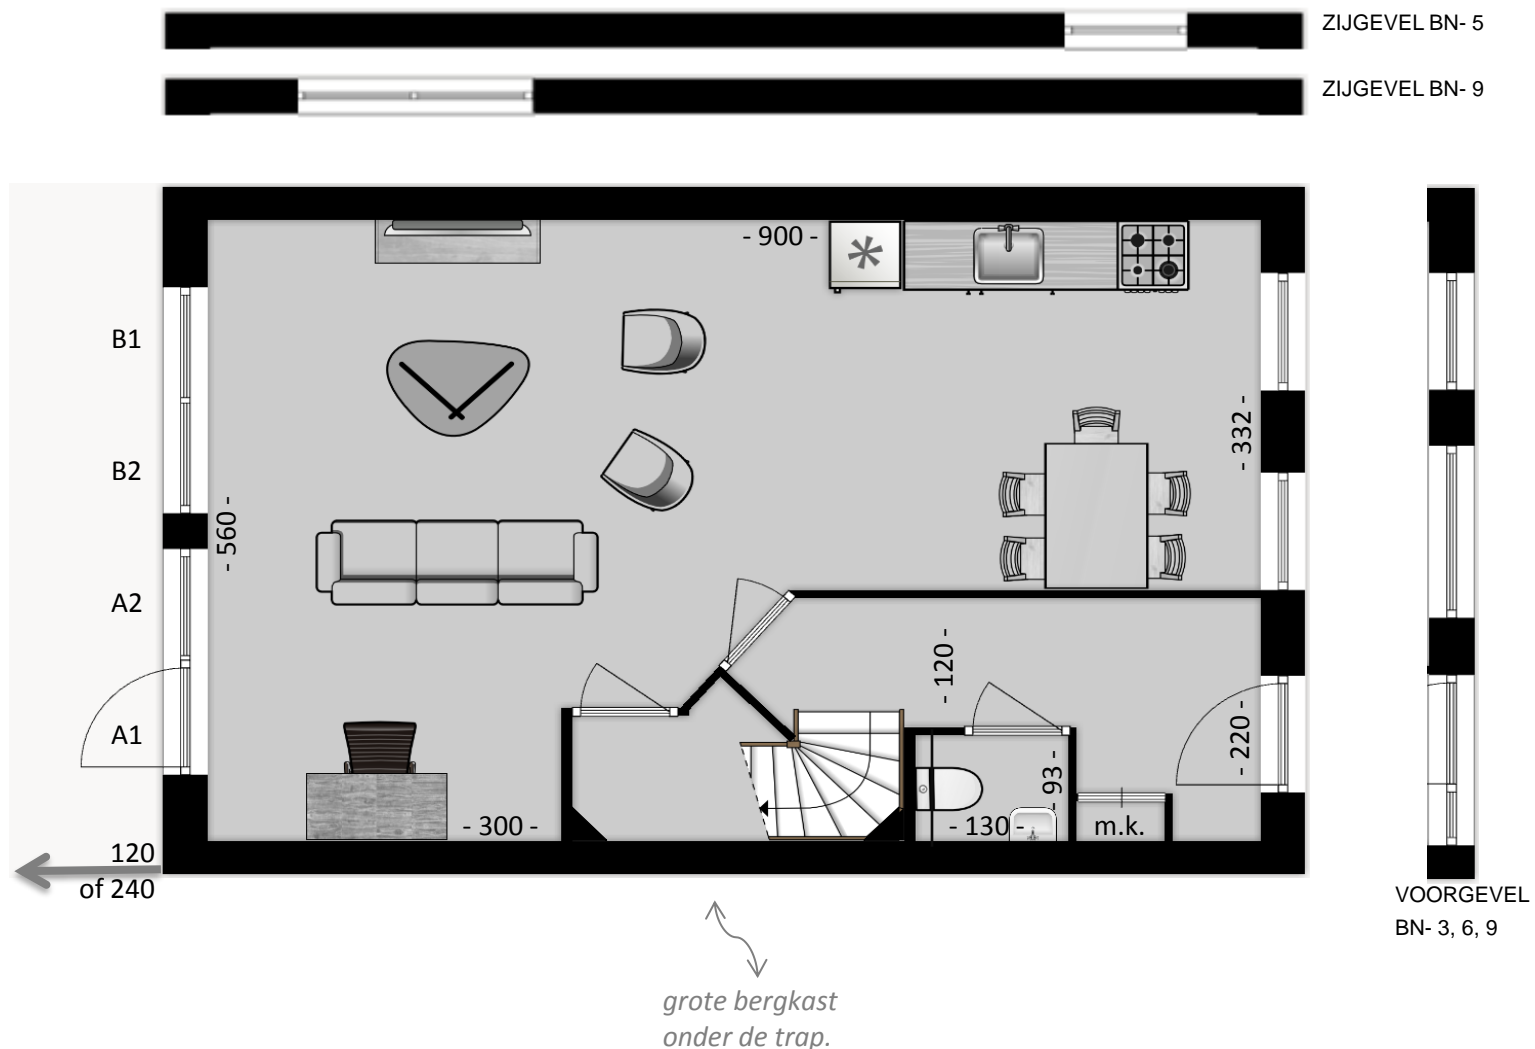 ZIJGEVEL BN- 5
ZIJGEVEL BN- 9
- 900 -
B1
B2
A2
A1
- 560 -
- 332 -
- 120 -
- 220 -
- 93 -
- 300 -
- 130 -
m.k.
120
of 240
VOORGEVEL
BN- 3, 6, 9
grote bergkast
onder de trap.